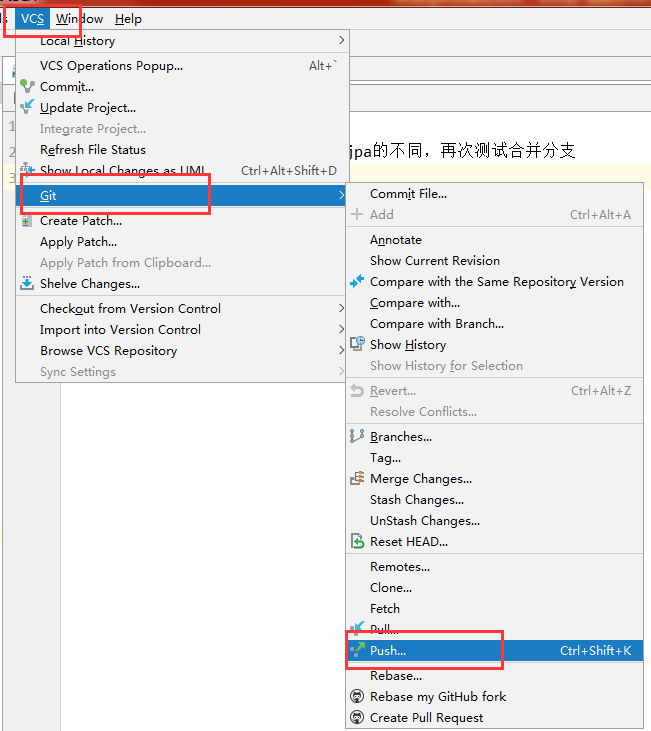 VCS Window Help
Local History
VCS Operations Popup... Alt+`
Commit...
Update Project...
Integrate Project...
Refresh File Status
Show Local Changes as UML Ctrl+Alt+Shift+D
Git
Create Patch...
Apply Patch...
Apply Patch from Clipboard...
Shelve Changes...
Checkout from Version Control
Import into Version Control
Browse VCS Repository
Sync Settings
1
2 jpa的不同，再次测试合并分支
3
Commit File...
Add Ctrl+Alt+A
Annotate
Show Current Revision
Compare with the Same Repository Version
Compare with...
Compare with Branch...
Show History
Show History for Selection
Revert... Ctrl+Alt+Z
Resolve Conflicts...
Branches...
Tag...
Merge Changes...
Stash Changes...
UnStash Changes...
Reset HEAD...
Remotes...
Clone...
Fetch
Pull...
Push... Ctrl+Shift+K
Rebase...
Rebase my GitHub fork
Create Pull Request